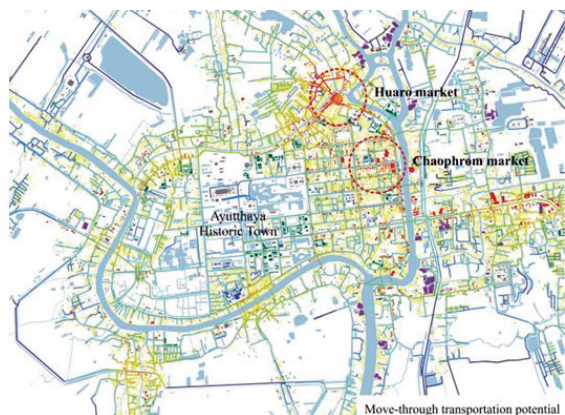 Huaro market
Chaophrom market
Ayutthaya
Historic Town
Move-through transportation potential